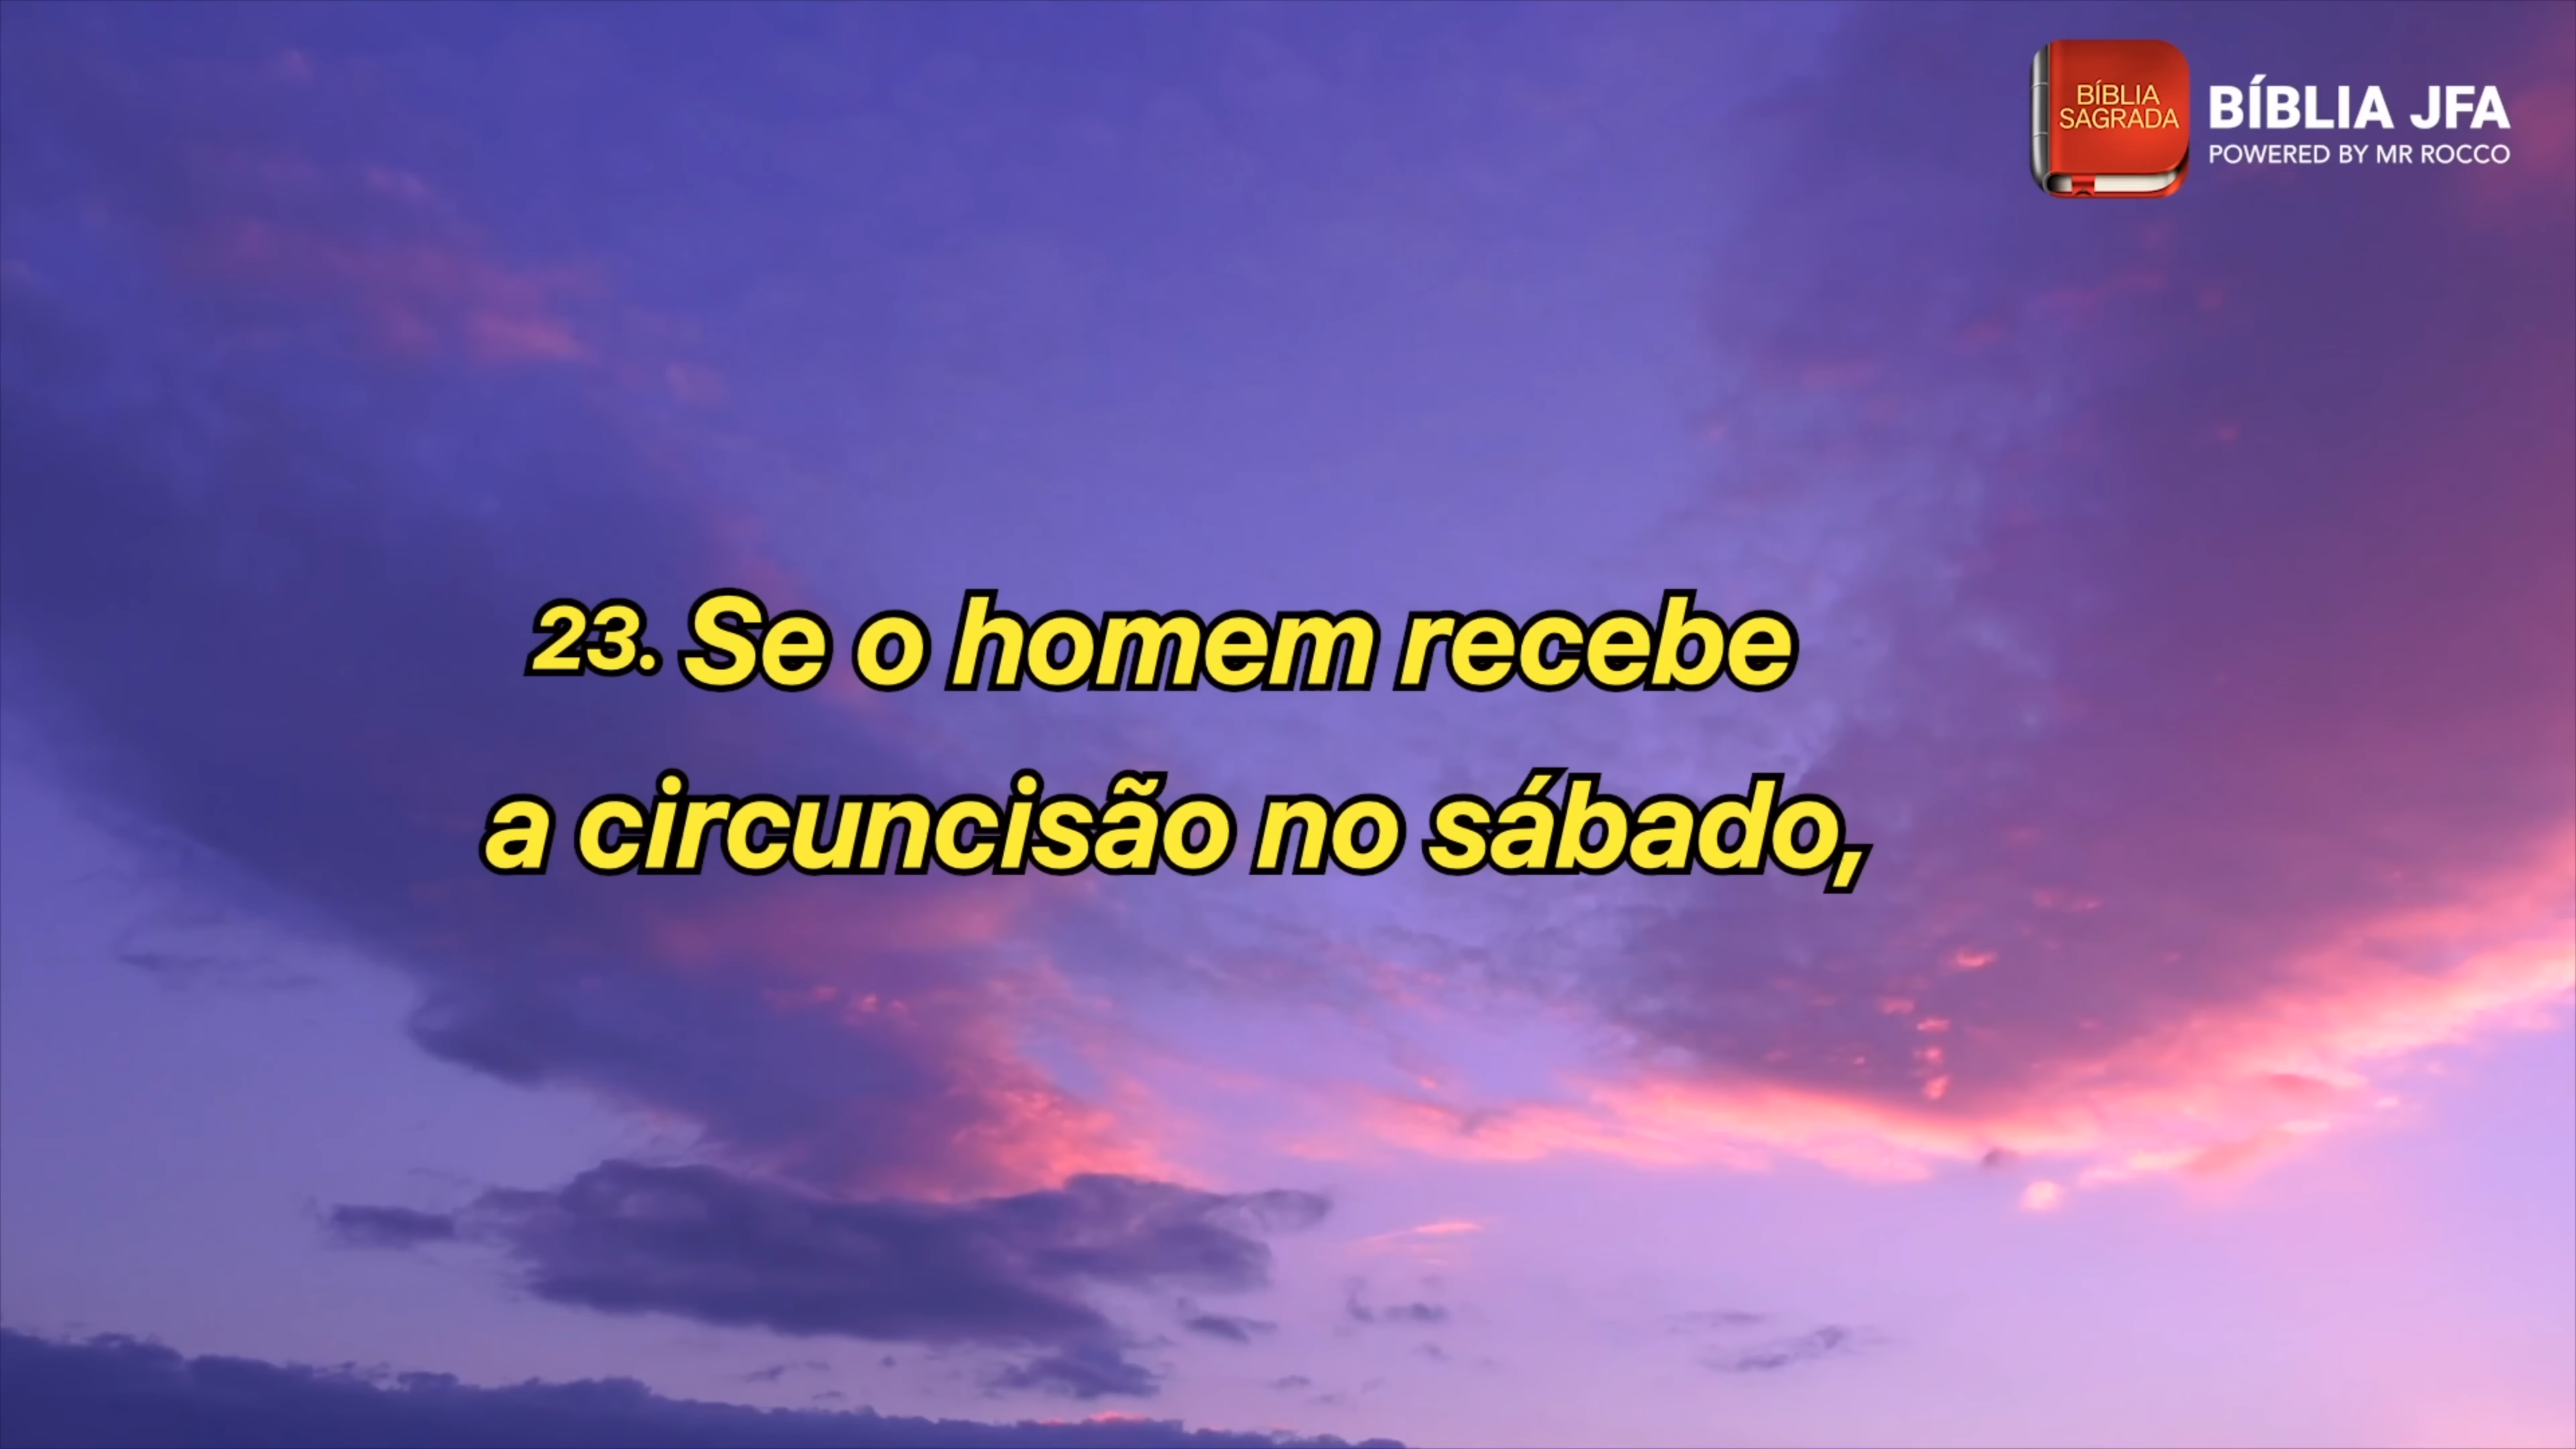 BÍBLIA
SAGRADA
BÍBLIA JFA
POWERED BY MR ROCCO
23. Se o homem recebe
a circuncisão no sábado,